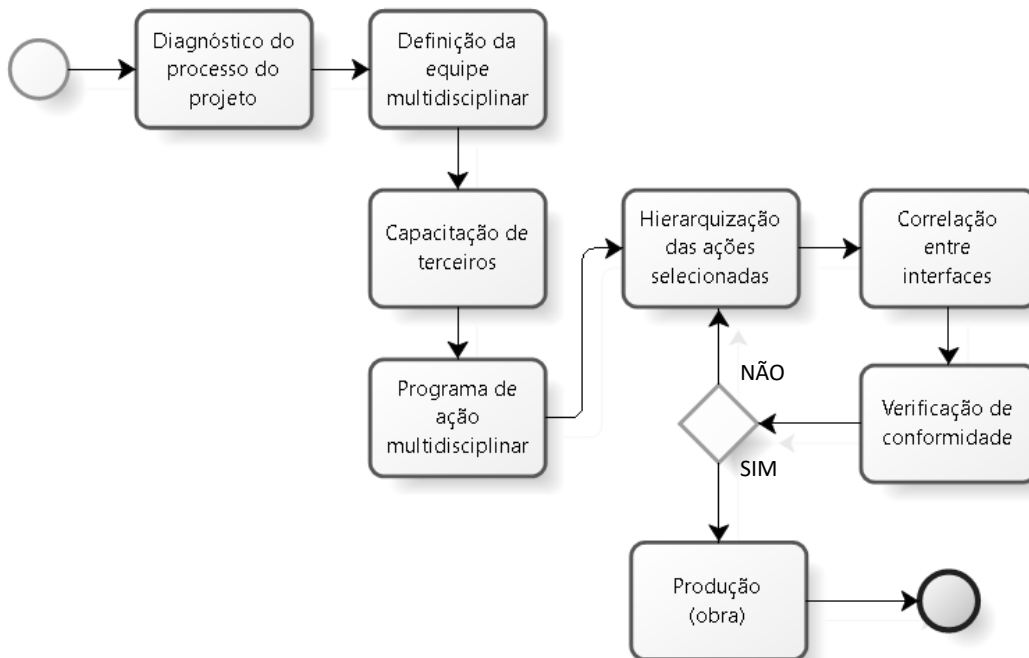 Diagnóstico do
processo do
projeto
Definição da
equipe
multidisciplinar
Capacitação de
terceiros
Programa de
ação
multidisciplinar
Hierarquização
das ações
selecionadas
Correlação
entre
interfaces
Verificação de
conformidade
NÃO
SIM
Produção
(obra)